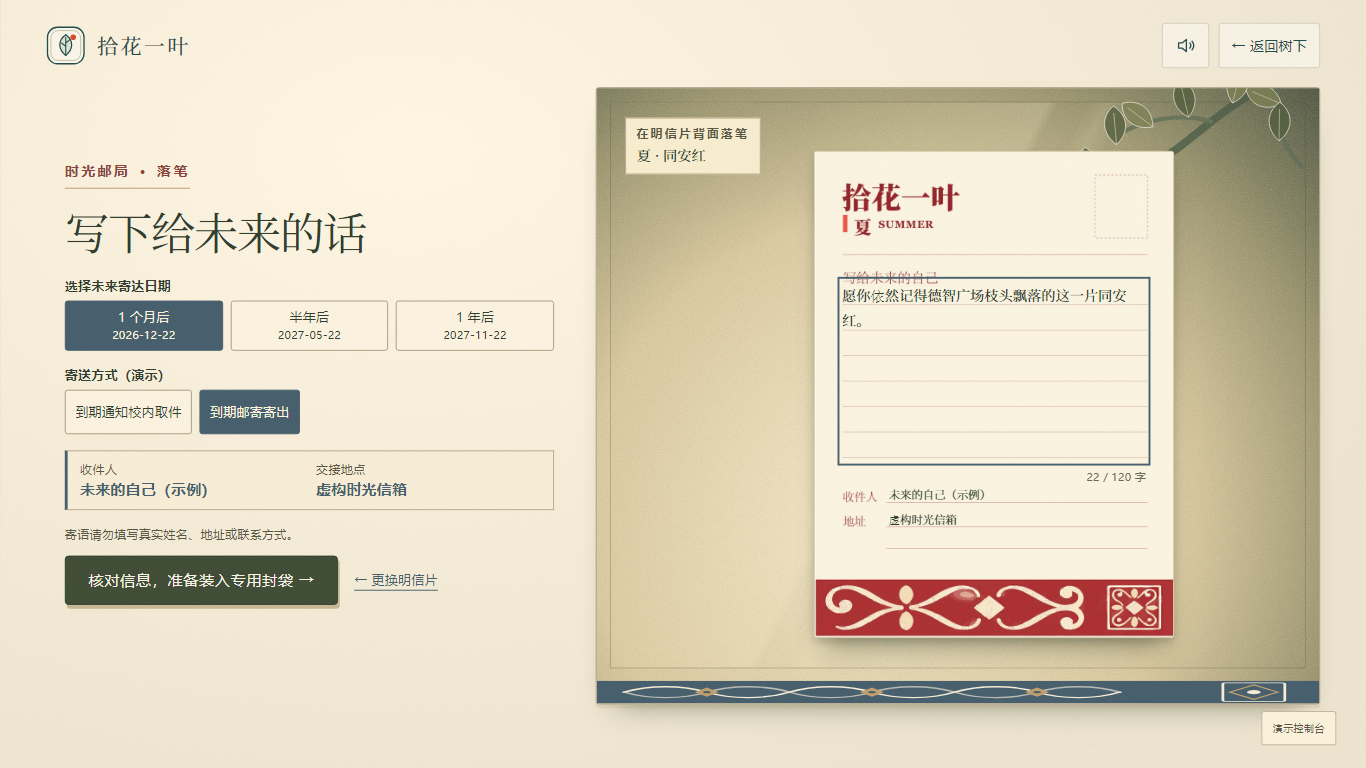 拾花一叶
← 返回树下
时光邮局 • 落笔
写下给未来的话
选择未来寄达日期
1 个月后
2026-12-22
半年后
2027-05-22
1 年后
2027-11-22
寄送方式（演示）
到期通知校内取件
到期邮寄寄出
收件人
未来的自己（示例）
交接地点
虚构时光信箱
寄语请勿填写真实姓名、地址或联系方式。
核对信息，准备装入专用封袋 →
← 更换明信片
在明信片背面落笔
夏 · 同安红
拾花一叶
夏 SUMMER
写给未来的自己
愿你依然记得德智广场枝头飘落的这一片同安
红。
22 / 120 字
收件人 未来的自己（示例）
地址 虚构时光信箱
演示控制台